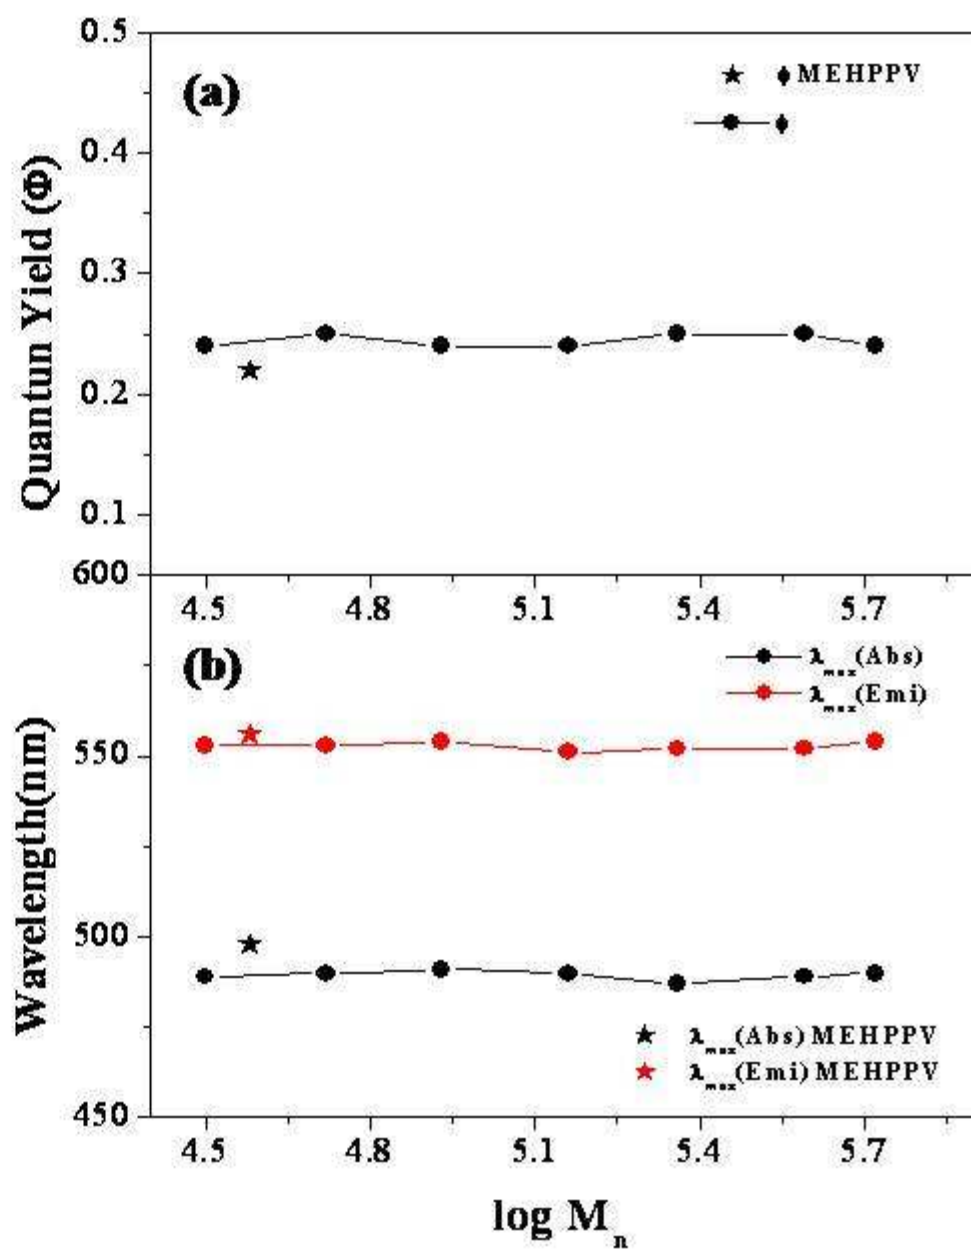 0.5
(a)
★ ϕ MEHPPV
ϕ
0.4
0.3
0.2
0.1
Quantun Yield (Φ)
600
4.5 4.8 5.1 5.4 5.7
(b)
λmax(Abs)
λmax(Emi)
550
500
Wavelength(nm)
λmax(Abs) MEHPPV
λmax(Emi) MEHPPV
450
4.5 4.8 5.1 5.4 5.7
log Mn